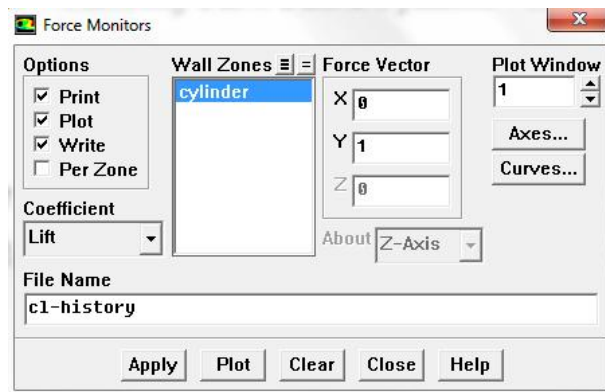 Force Monitors
Options
Print
Plot
Write
Per Zone
Coefficient
Lift
Wall Zones
cylinder
Force Vector
X 0
Y 1
Z 0
About Z-Axis
Plot Window
1
Axes...
Curves...
File Name
cl-history
Apply Plot Clear Close Help